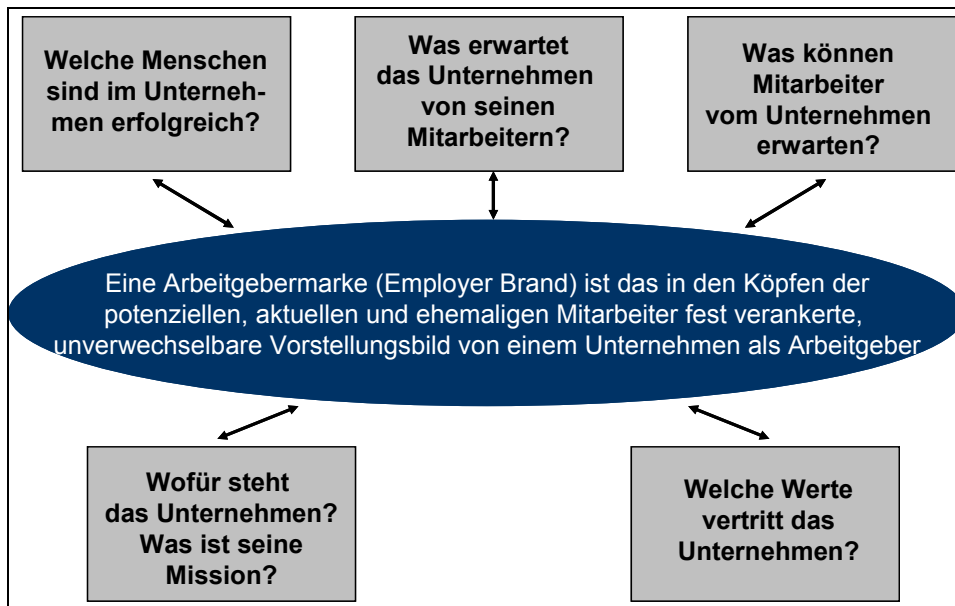 Welche Menschen
sind im Unterneh-
men erfolgreich?
Was erwartet
das Unternehmen
von seinen
Mitarbeitern?
Was können
Mitarbeiter
vom Unternehmen
erwarten?
Eine Arbeitgebermarke (Employer Brand) ist das in den Köpfen der
potenziellen, aktuellen und ehemaligen Mitarbeiter fest verankerte,
unverwechselbare Vorstellungsbild von einem Unternehmen als Arbeitgeber
Wofür steht
das Unternehmen?
Was ist seine
Mission?
Welche Werte
vertritt das
Unternehmen?